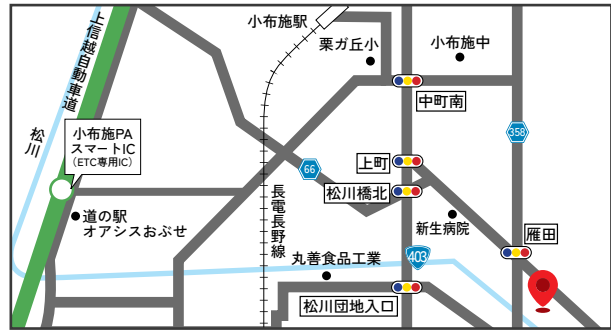 上信越自動車道
松川
小布施駅
栗ガ丘小
小布施中
中町南
358
小布施PA
スマートIC
(ETC専用IC)
66
上町
松川橋北
長電長野線
道の駅
オアシスおぶせ
新生病院
雁田
丸善食品工業
403
松川団地入口